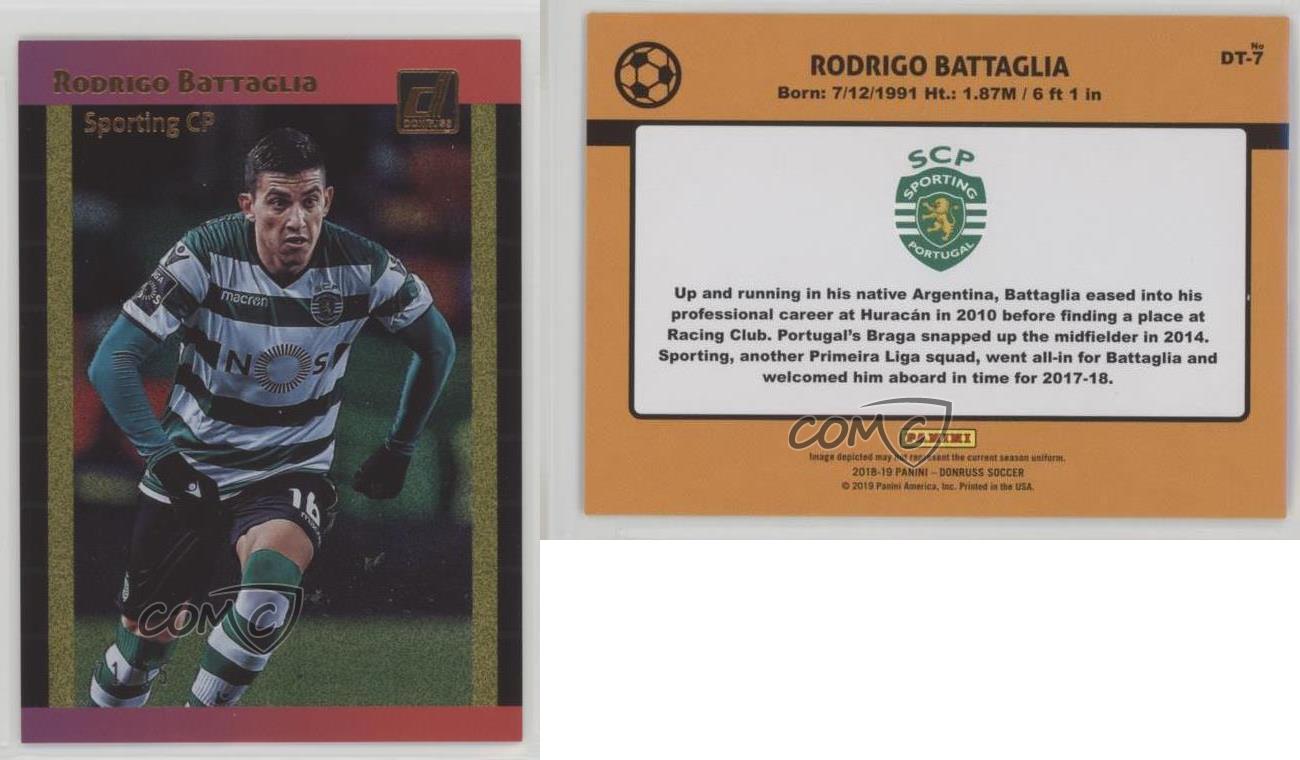 RODRIGO BATTAGLIA
Sporting CP
d
DONRUSS
macron
SCP
NOS
16
COMC
RODRIGO BATTAGLIA
Born: 7/12/1991 Ht.: 1.87M / 6 ft 1 in
No
DT-7
SCP
SPORTING
PORTUGAL
Up and running in his native Argentina, Battaglia eased into his
professional career at Huracán in 2010 before finding a place at
Racing Club. Portugal's Braga snapped up the midfielder in 2014.
Sporting, another Primeira Liga squad, went all-in for Battaglia and
welcomed him aboard in time for 2017-18.
COMC
PANINI
Image depicted may not represent the current season uniform.
2018-19 PANINI – DONRUSS SOCCER
© 2019 Panini America, Inc. Printed in the USA.